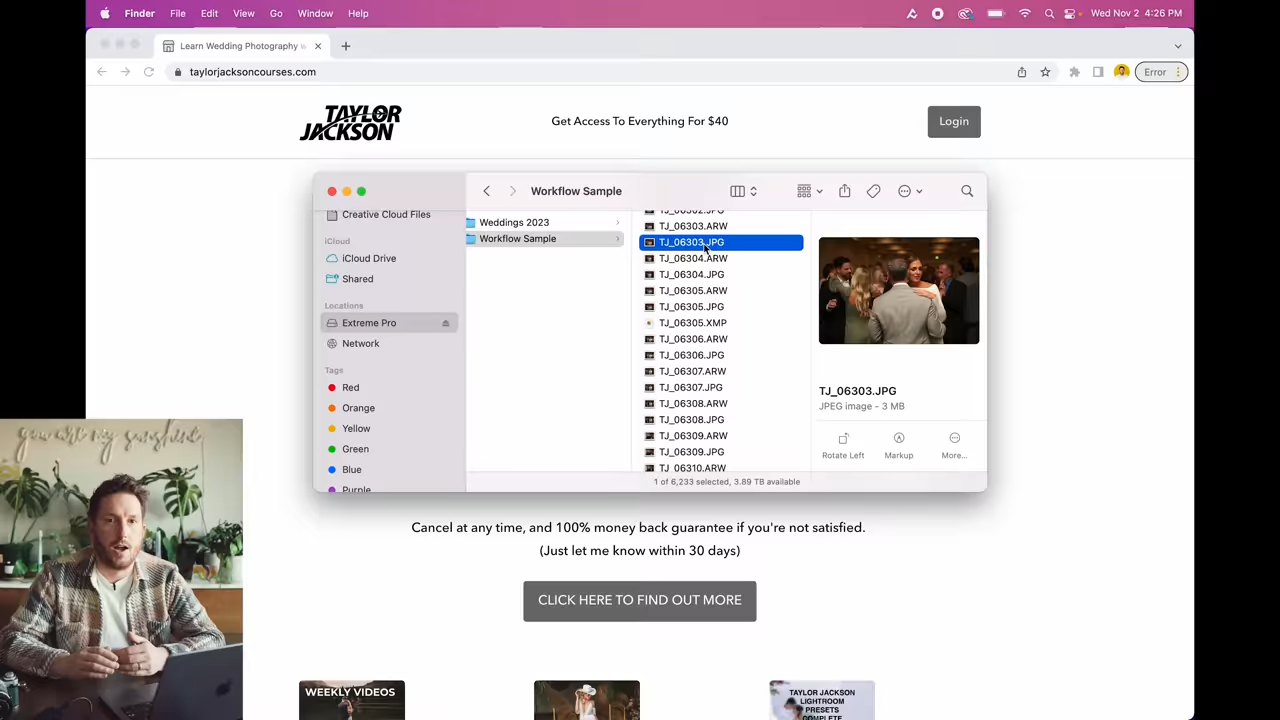 Finder File Edit View Go Window Help Wed Nov 2 4:26 PM
Learn Wedding Photography
taylorjacksoncourses.com Error
TAYLOR
JACKSON
Get Access To Everything For $40
Login
Workflow Sample
Creative Cloud Files
iCloud
iCloud Drive
Shared
Locations
Extreme Pro
Network
Tags
Red
Orange
Yellow
Green
Blue
Purple
Weddings 2023
Workflow Sample
TJ_06302.JPG
TJ_06303.ARW
TJ_06303.JPG
TJ_06304.ARW
TJ_06304.JPG
TJ_06305.ARW
TJ_06305.JPG
TJ_06305.XMP
TJ_06306.ARW
TJ_06306.JPG
TJ_06307.ARW
TJ_06307.JPG
TJ_06308.ARW
TJ_06308.JPG
TJ_06309.ARW
TJ_06309.JPG
TJ_06310.ARW
TJ_06303.JPG
JPEG image - 3 MB
Rotate Left Markup More...
1 of 6,233 selected, 3.89 TB available
you are my sunshine
Cancel at any time, and 100% money back guarantee if you're not satisfied.
(Just let me know within 30 days)
CLICK HERE TO FIND OUT MORE
WEEKLY VIDEOS
TAYLOR JACKSON
LIGHTROOM
PRESETS
COMPLETE